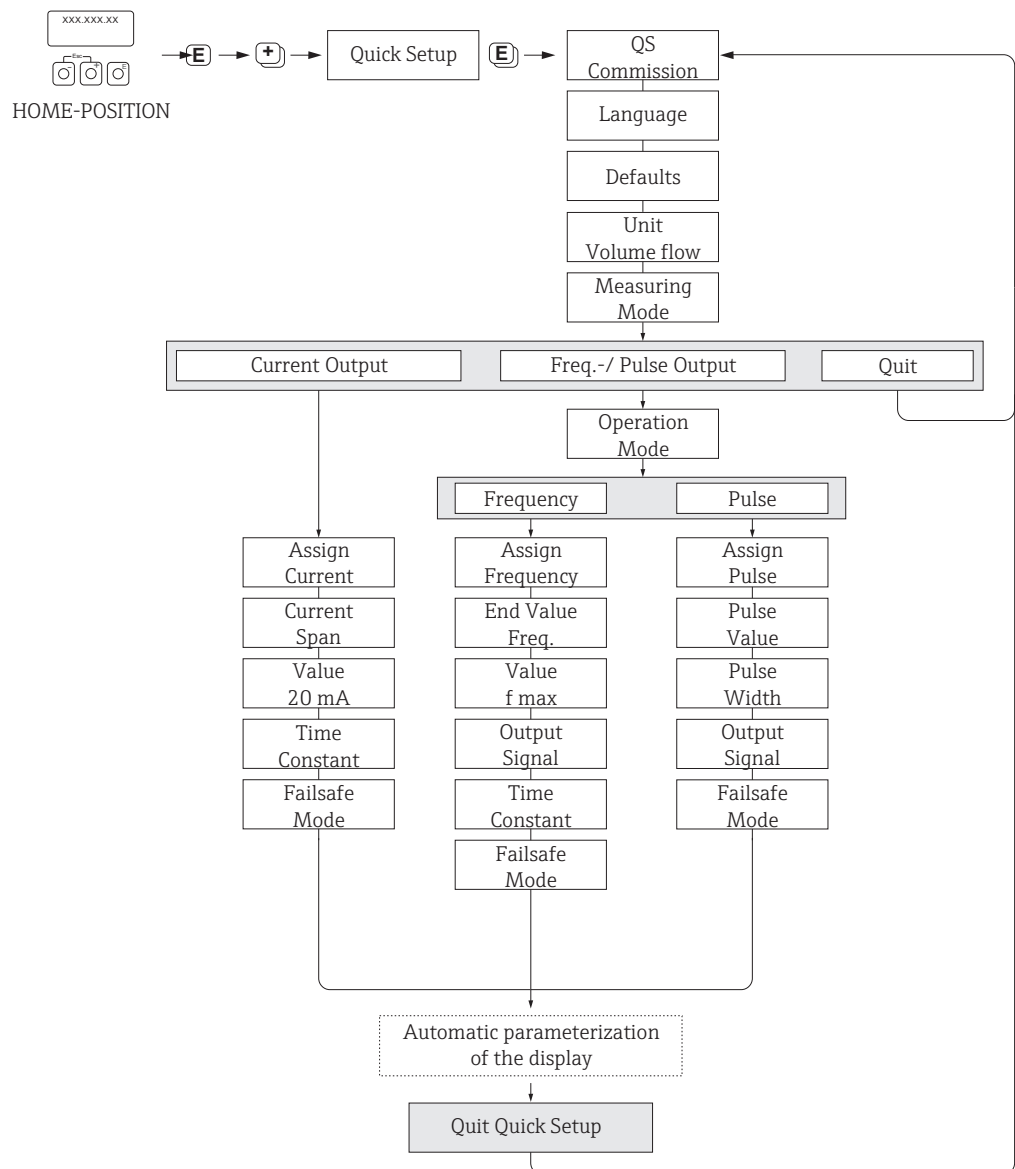 xxx.xxx.xx
Esc
- + E
HOME-POSITION
E
+
Quick Setup
E
QS
Commission
Language
Defaults
Unit
Volume flow
Measuring
Mode
Current Output
Freq.-/ Pulse Output
Quit
Operation
Mode
Frequency
Pulse
Assign
Current
Current
Span
Value
20 mA
Time
Constant
Failsafe
Mode
Assign
Frequency
End Value
Freq.
Value
f max
Output
Signal
Time
Constant
Failsafe
Mode
Assign
Pulse
Pulse
Value
Pulse
Width
Output
Signal
Failsafe
Mode
Automatic parameterization
of the display
Quit Quick Setup